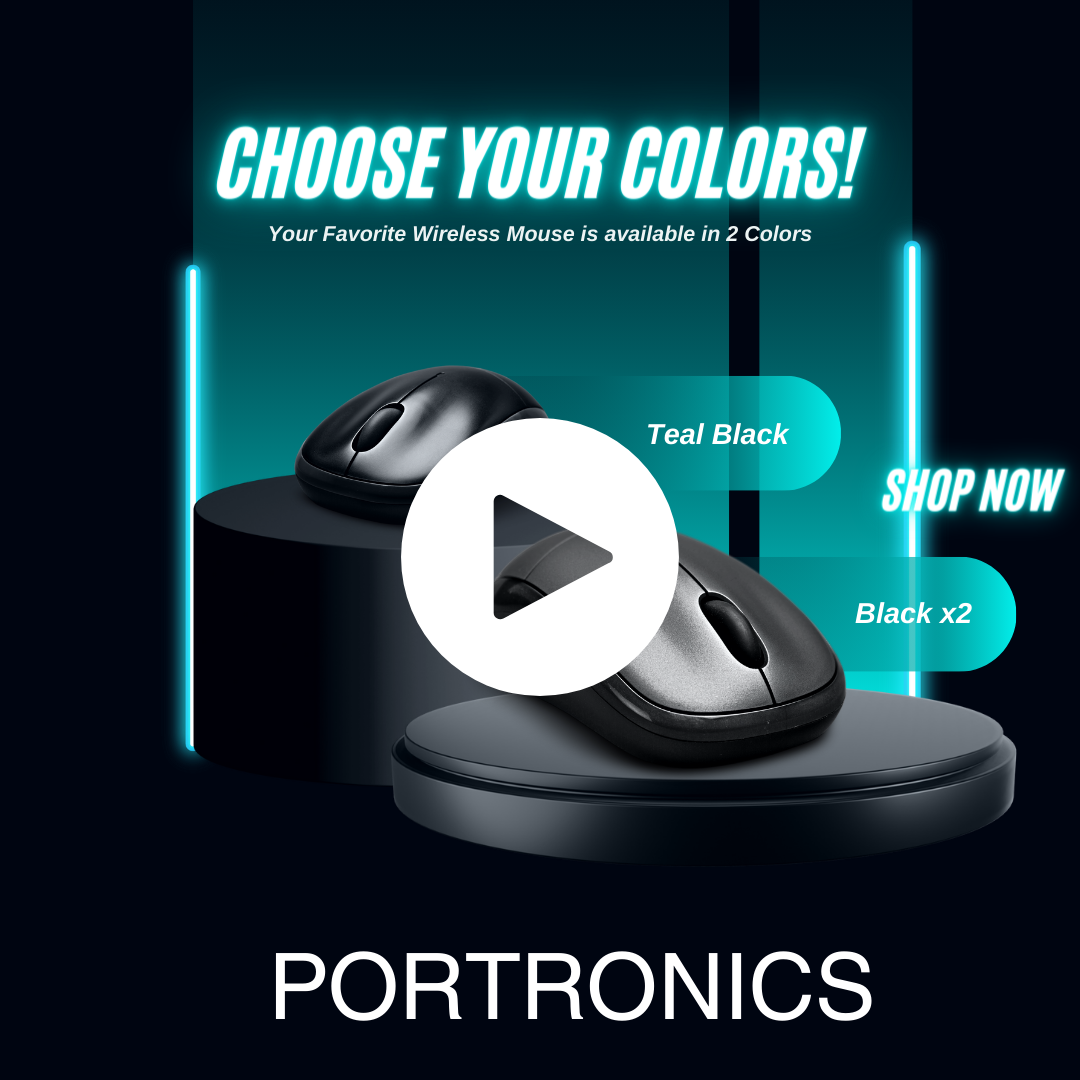 CHOOSE YOUR COLORS!
Your Favorite Wireless Mouse is available in 2 Colors
Teal Black
SHOP NOW
Black x2
PORTRONICS